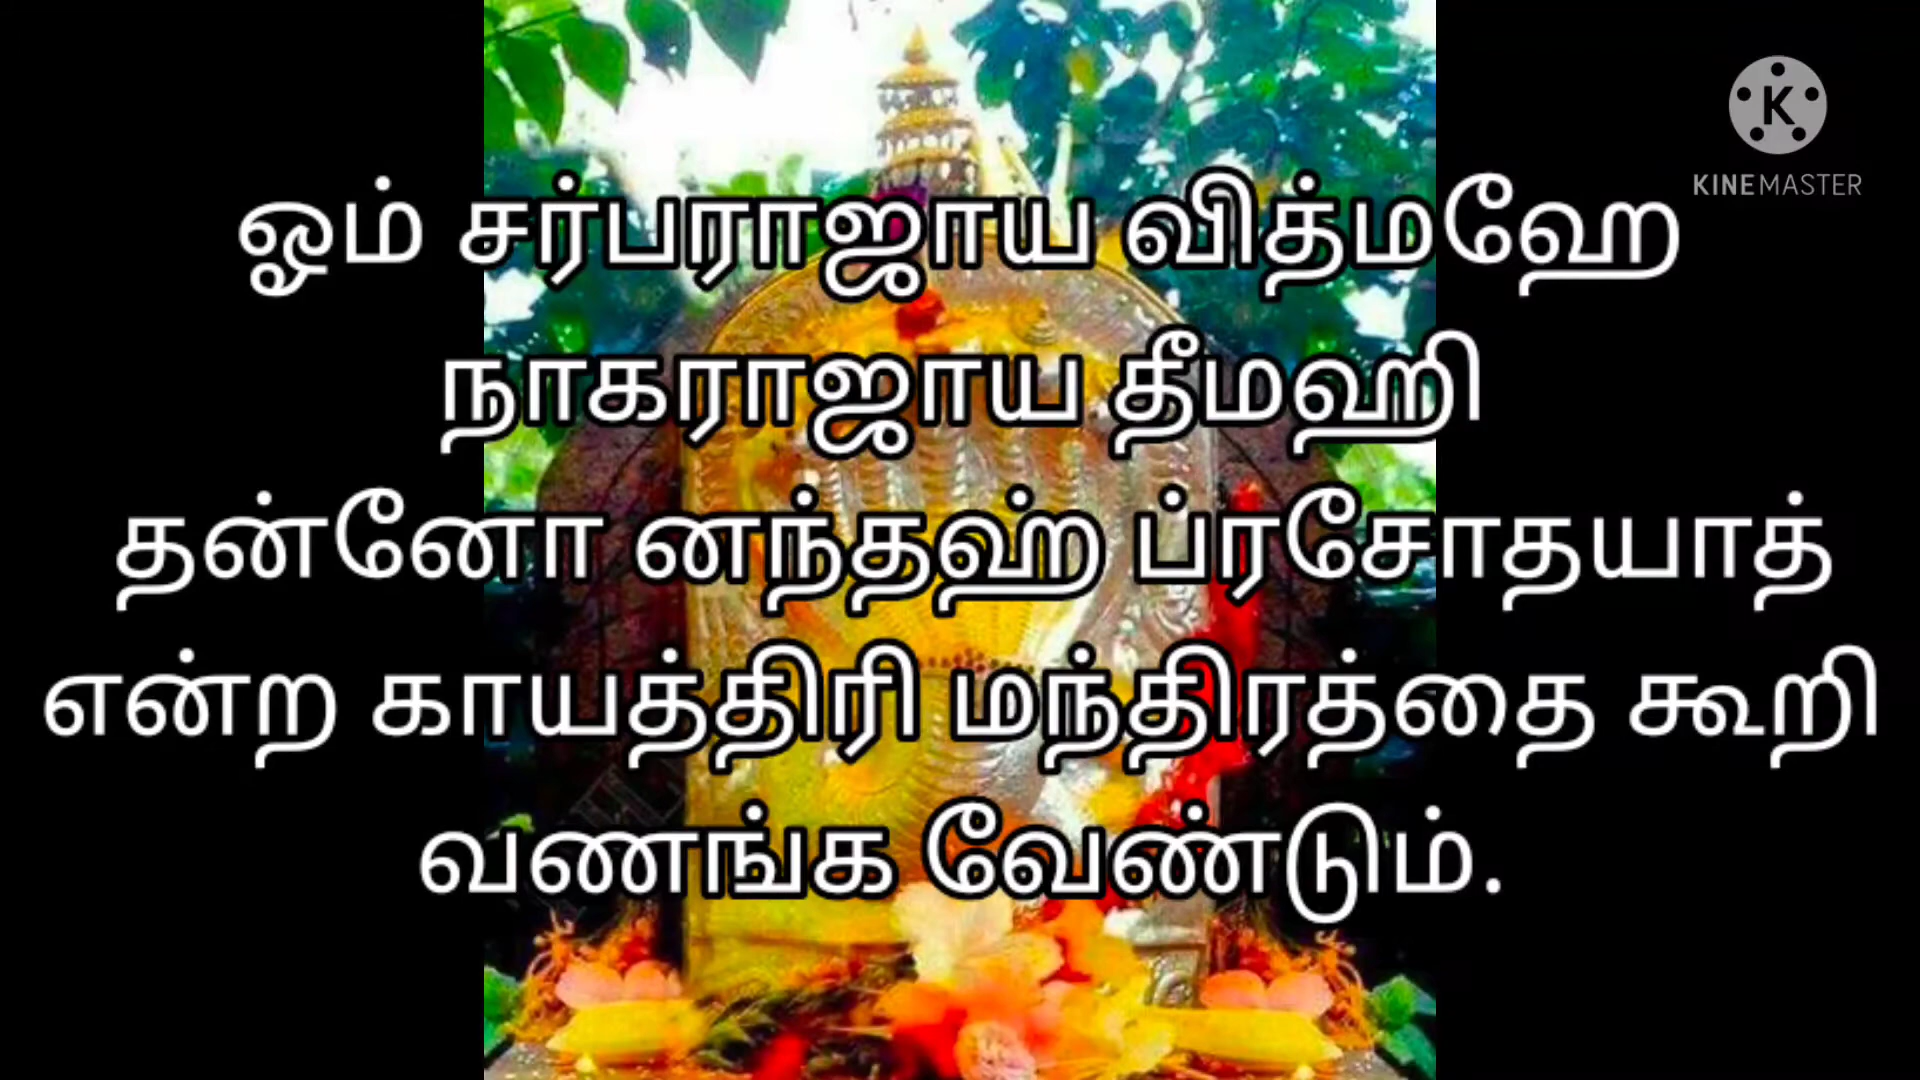 KINEMASTER
ஓம் சர்பராஜாய வித்மஹே
நாகராஜாய தீமஹி
தன்னோ னந்தஹ் ப்ரசோதயாத்
என்ற காயத்திரி மந்திரத்தை கூறி
வணங்க வேண்டும்.